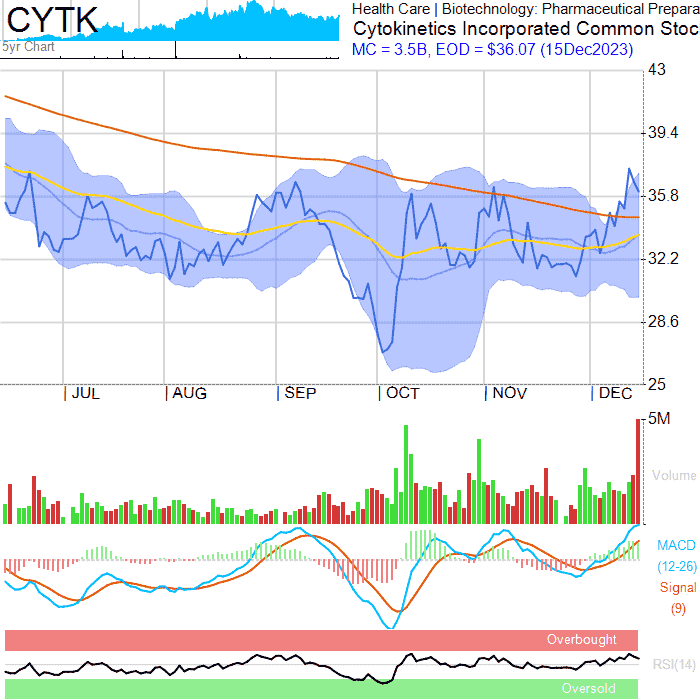 CYTK
5yr Chart
Health Care | Biotechnology: Pharmaceutical Prepara
Cytokinetics Incorporated Common Stoc
MC = 3.5B, EOD = $36.07 (15Dec2023)
43
39.4
35.8
32.2
28.6
25
JUL
AUG
SEP
OCT
NOV
DEC
5M
Volume
MACD
(12-26)
Signal
(9)
Overbought
RSI(14)
Oversold